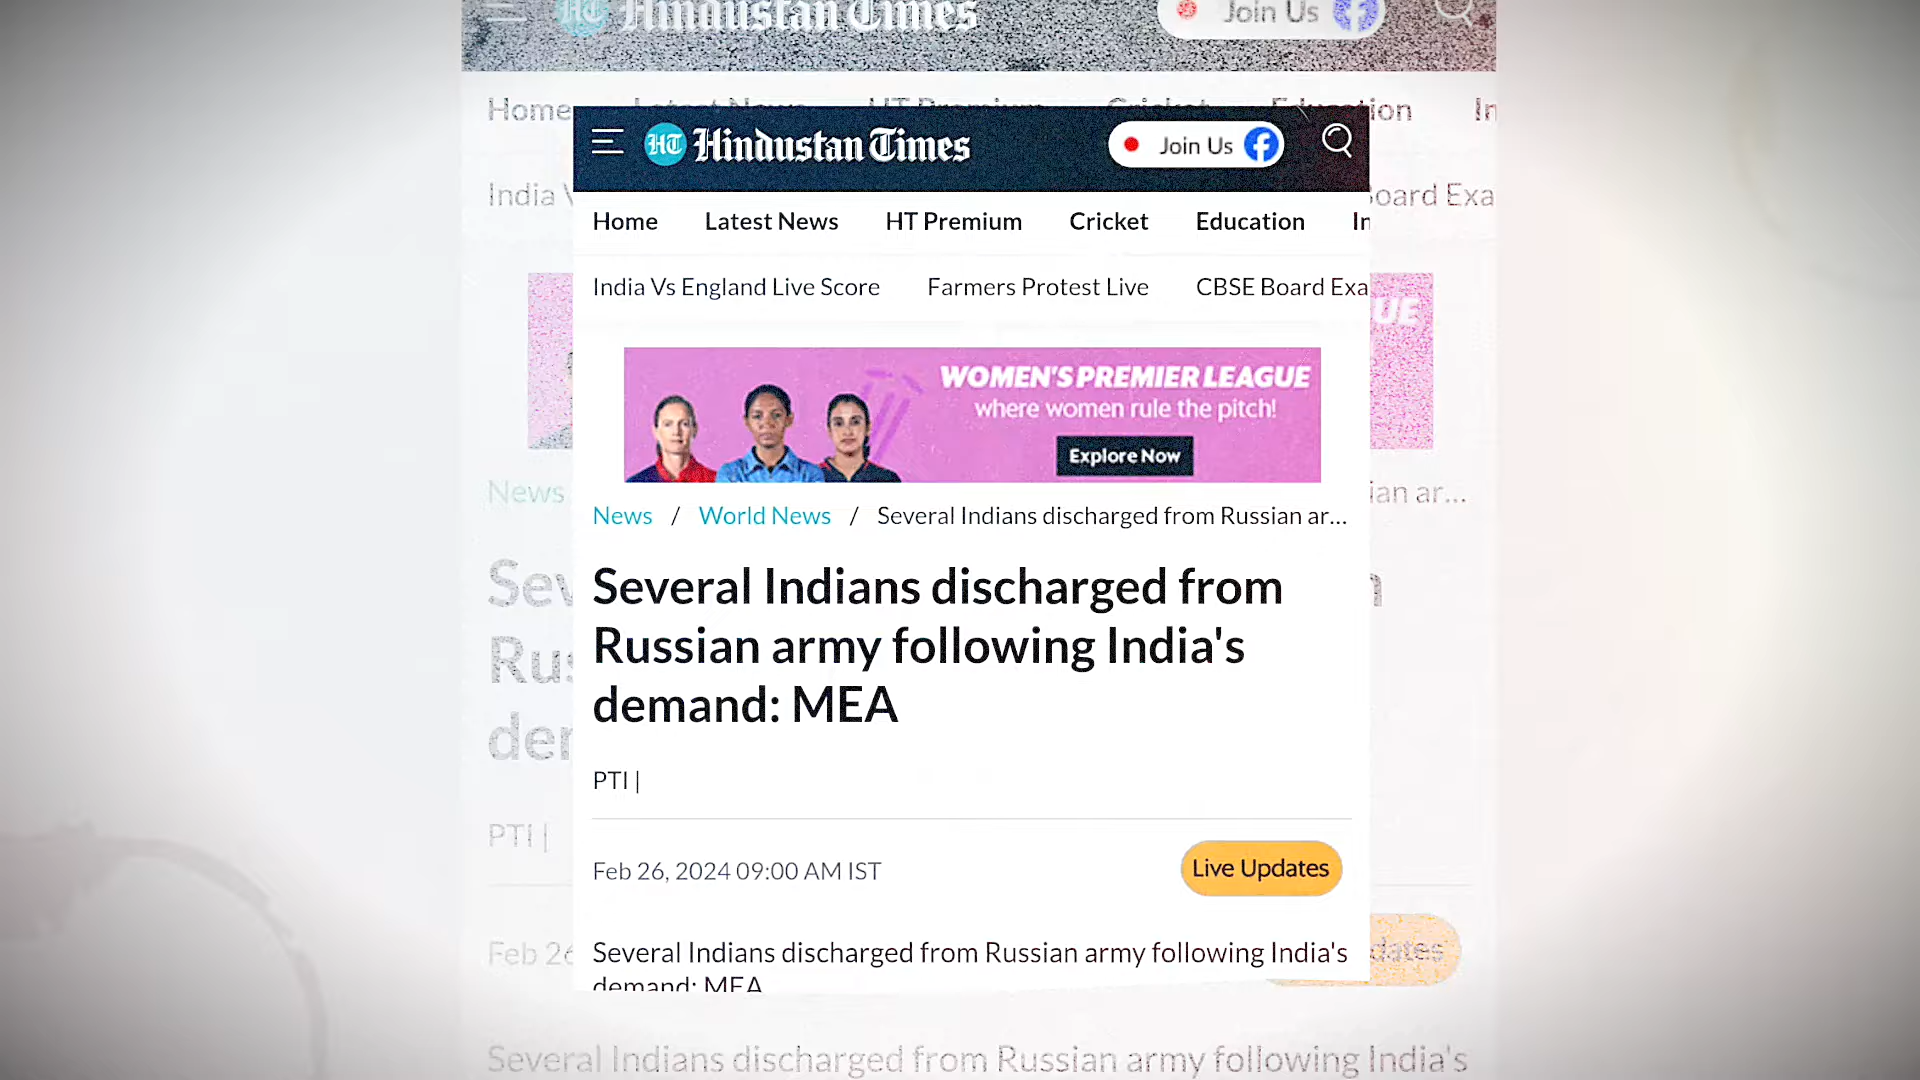 HT Hindustan Times
Join Us
Home Latest News HT Premium Cricket Education In
India Vs England Live Score Farmers Protest Live CBSE Board Exa
WOMEN'S PREMIER LEAGUE
where women rule the pitch!
Explore Now
News / World News / Several Indians discharged from Russian ar...
Several Indians discharged from
Russian army following India's
demand: MEA
PTI |
Feb 26, 2024 09:00 AM IST
Live Updates
Several Indians discharged from Russian army following India's
demand: MEA
Several Indians discharged from Russian army following India's